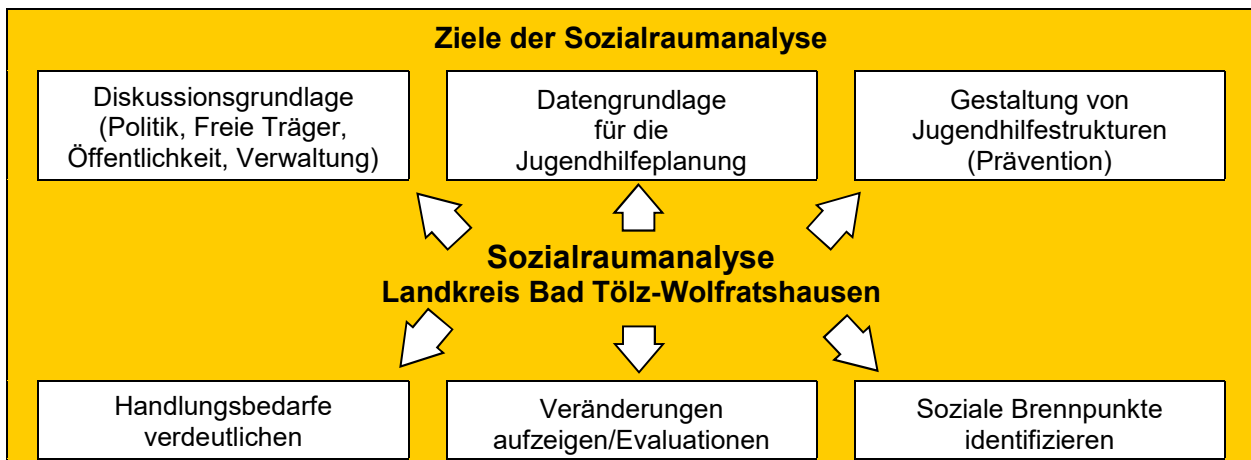 Ziele der Sozialraumanalyse
Diskussionsgrundlage
(Politik, Freie Träger,
Öffentlichkeit, Verwaltung)
Datengrundlage
für die
Jugendhilfeplanung
Gestaltung von
Jugendhilfestrukturen
(Prävention)
Sozialraumanalyse
Landkreis Bad Tölz-Wolfratshausen
Handlungsbedarfe
verdeutlichen
Veränderungen
aufzeigen/Evaluationen
Soziale Brennpunkte
identifizieren